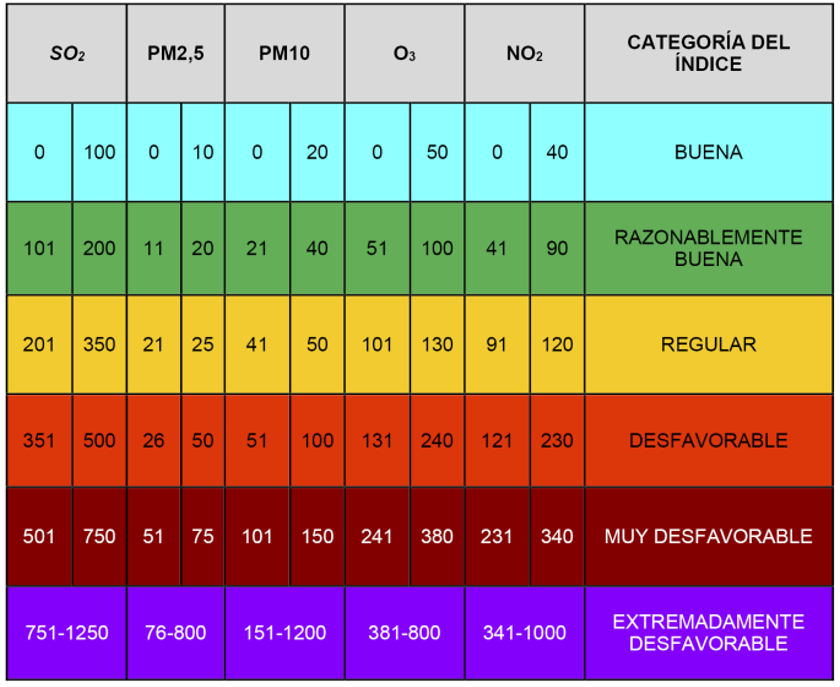 SO₂ PM2,5 PM10 O₃ NO₂ CATEGORÍA DEL
ÍNDICE
0 100 0 10 0 20 0 50 0 40 BUENA
101 200 11 20 21 40 51 100 41 90 RAZONABLEMENTE
BUENA
201 350 21 25 41 50 101 130 91 120 REGULAR
351 500 26 50 51 100 131 240 121 230 DESFAVORABLE
501 750 51 75 101 150 241 380 231 340 MUY DESFAVORABLE
751-1250 76-800 151-1200 381-800 341-1000 EXTREMADAMENTE
DESFAVORABLE